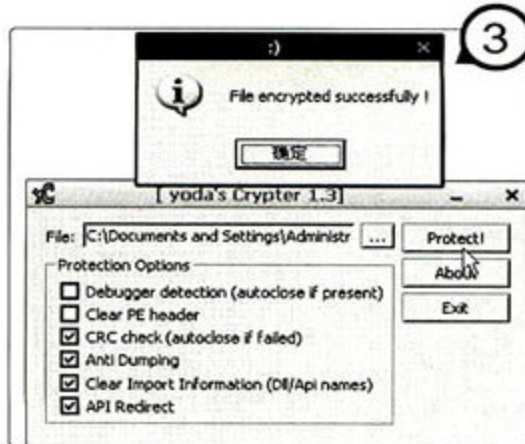 3
:)
File encrypted successfully !
确定
[ yoda's Crypter 1.3]
File: C:\Documents and Settings\Administr ... Protect!
Protection Options
About
Debugger detection (autoclose if present)
Clear PE header
Exit
CRC check (autoclose if failed)
Anti Dumping
Clear Import Information (Dll/Api names)
API Redirect